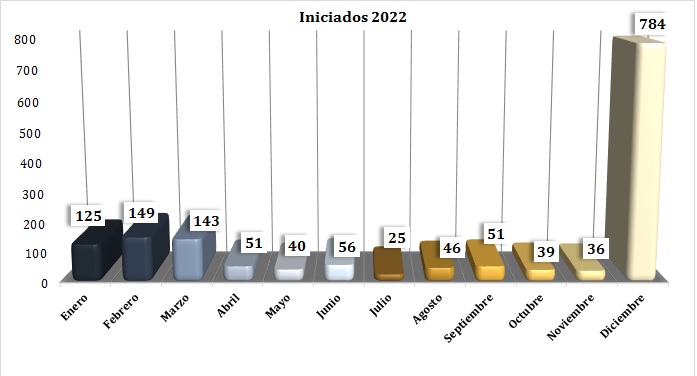 Iniciados 2022
800
700
600
500
400
300
200
100
0
125
149
143
51
40
56
25
46
51
39
36
784
Enero
Febrero
Marzo
Abril
Mayo
Junio
Julio
Agosto
Septiembre
Octubre
Noviembre
Diciembre